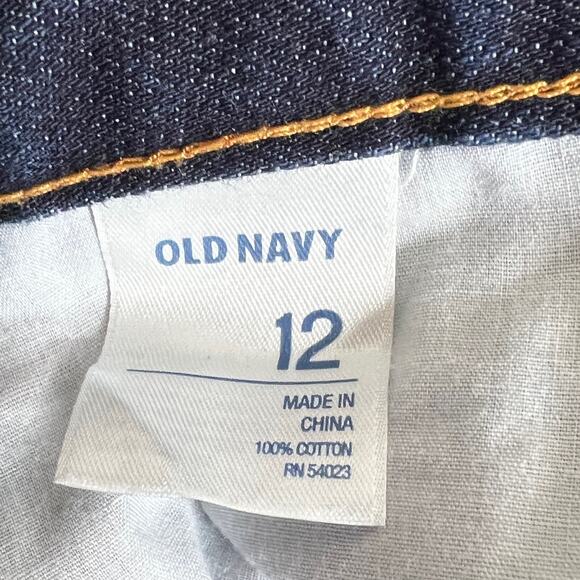 OLD NAVY
12
MADE IN
CHINA
100% COTTON
RN 54023